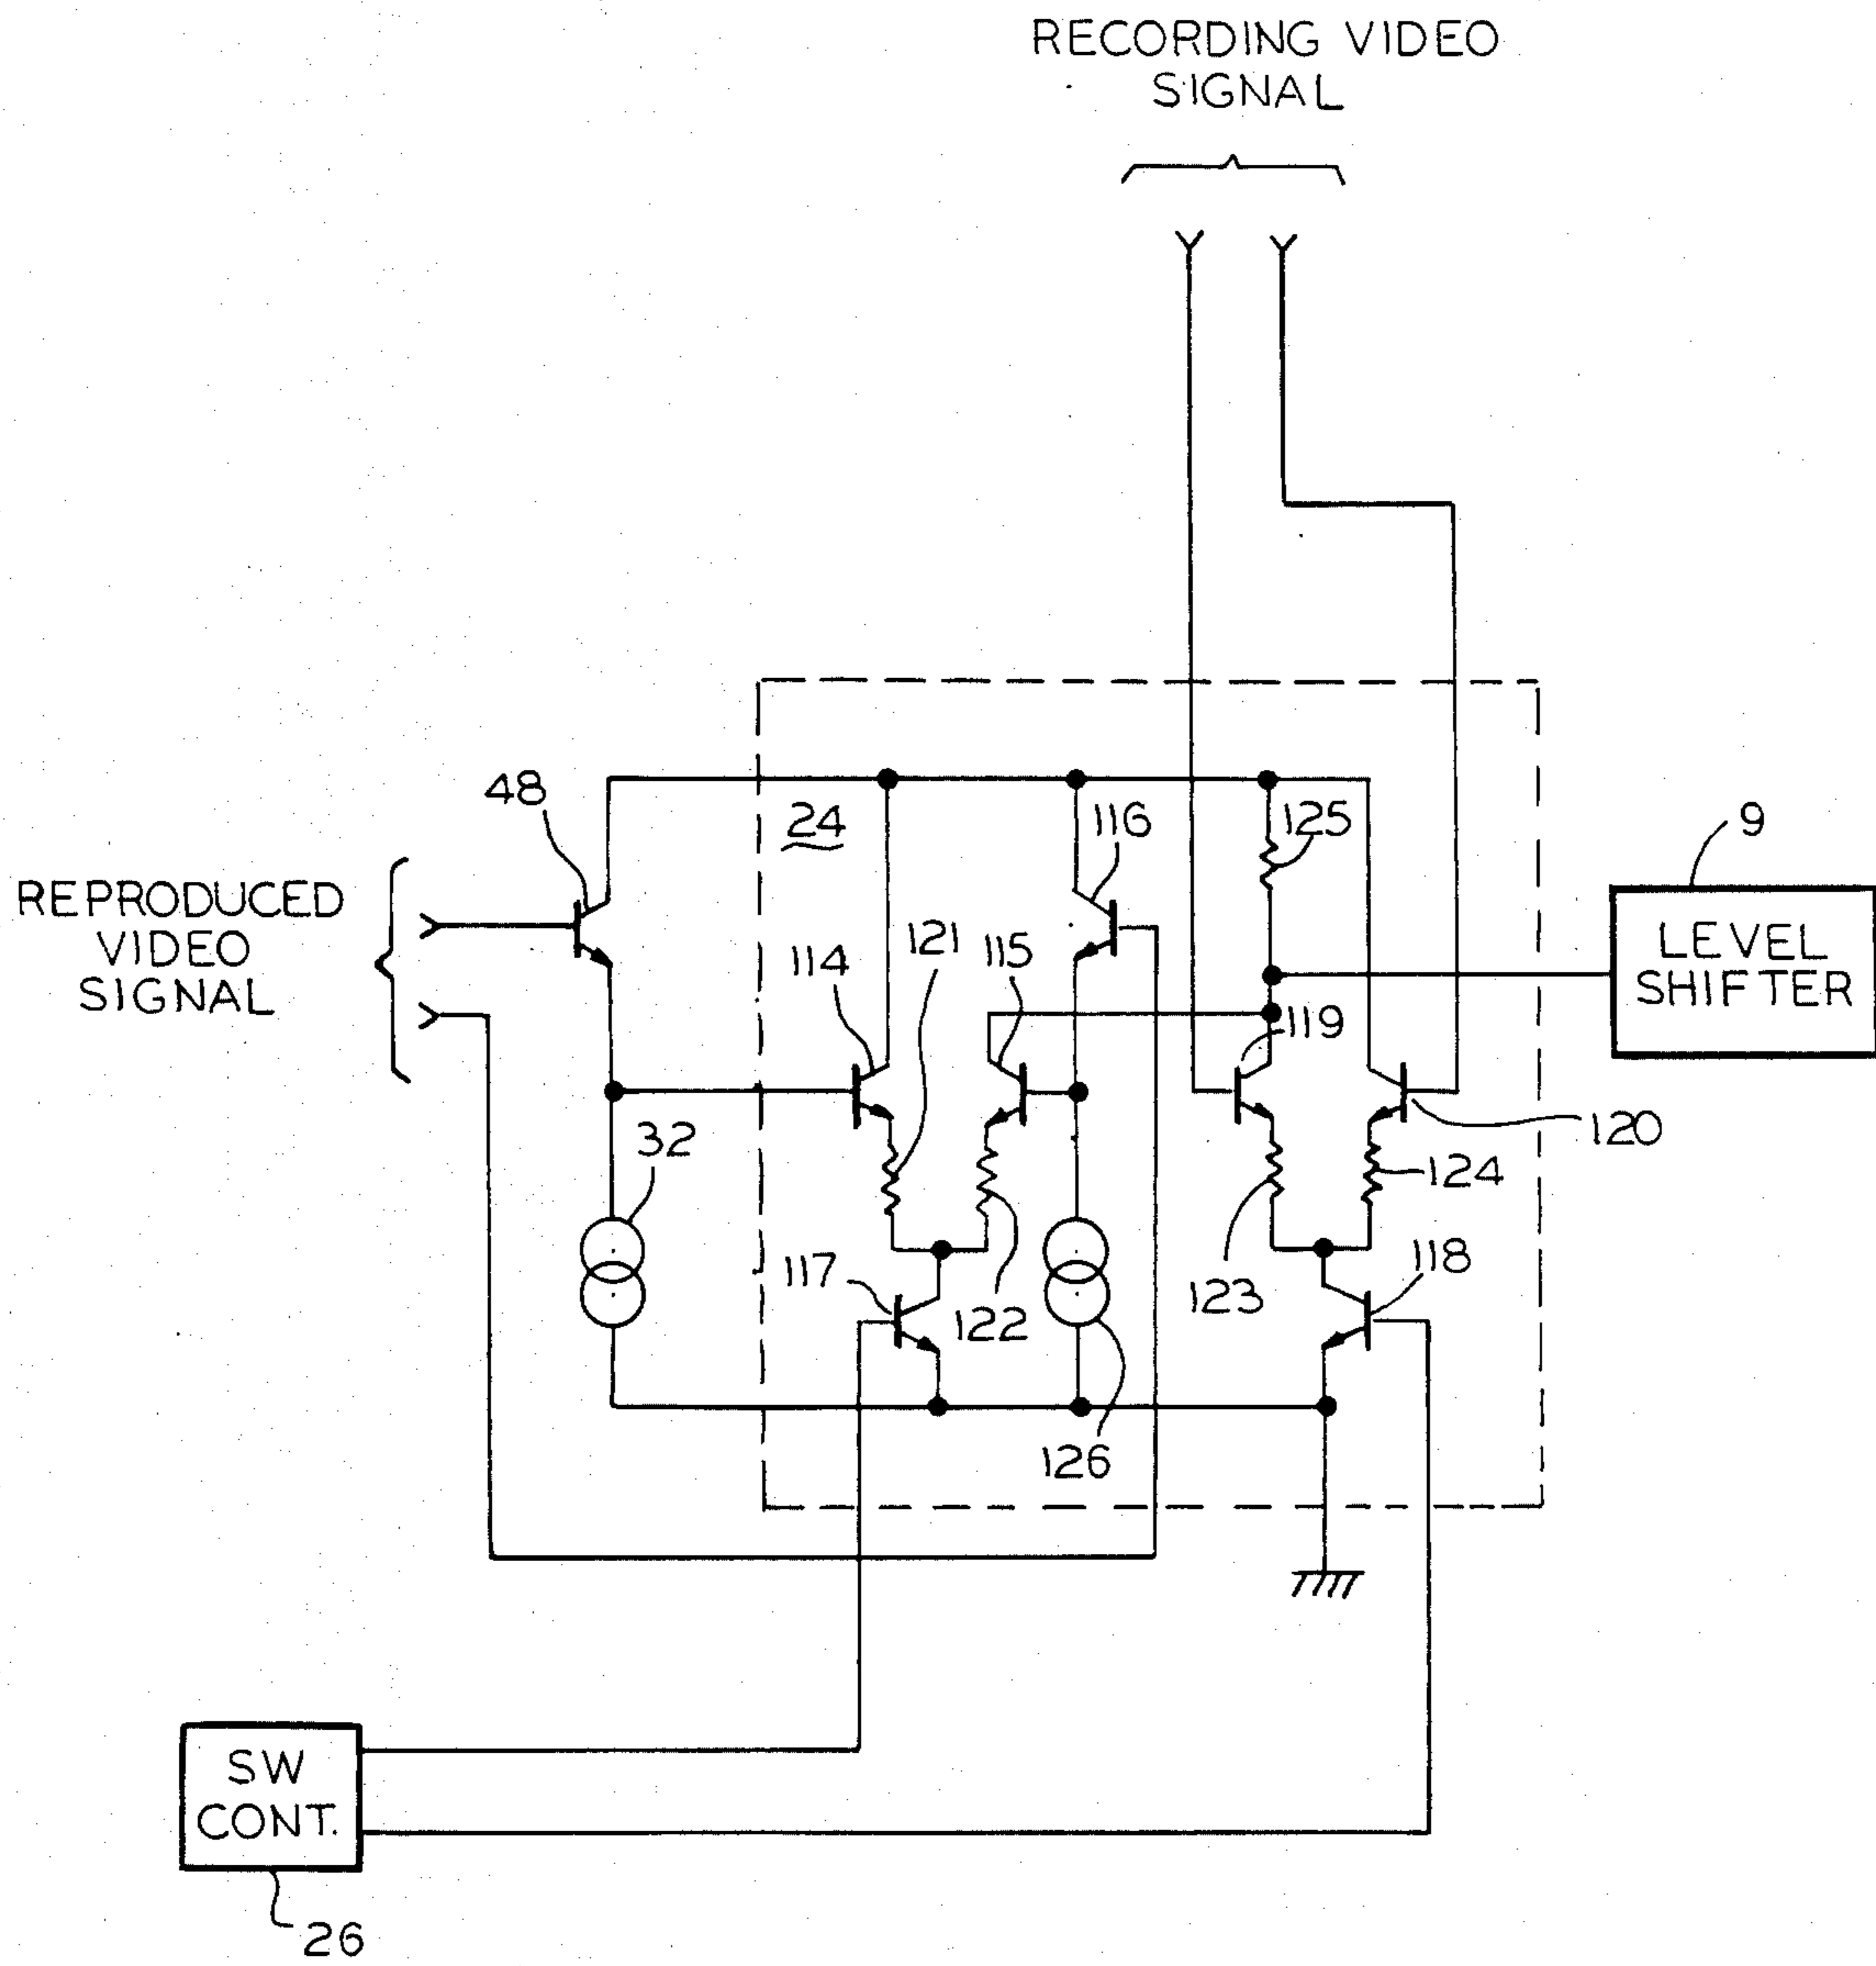 RECORDING VIDEO
SIGNAL
48
24
116
125
9
REPRODUCED
VIDEO
SIGNAL
LEVEL
SHIFTER
114
121
115
119
32
120
124
117
122
123
118
126
SW
CONT.
26